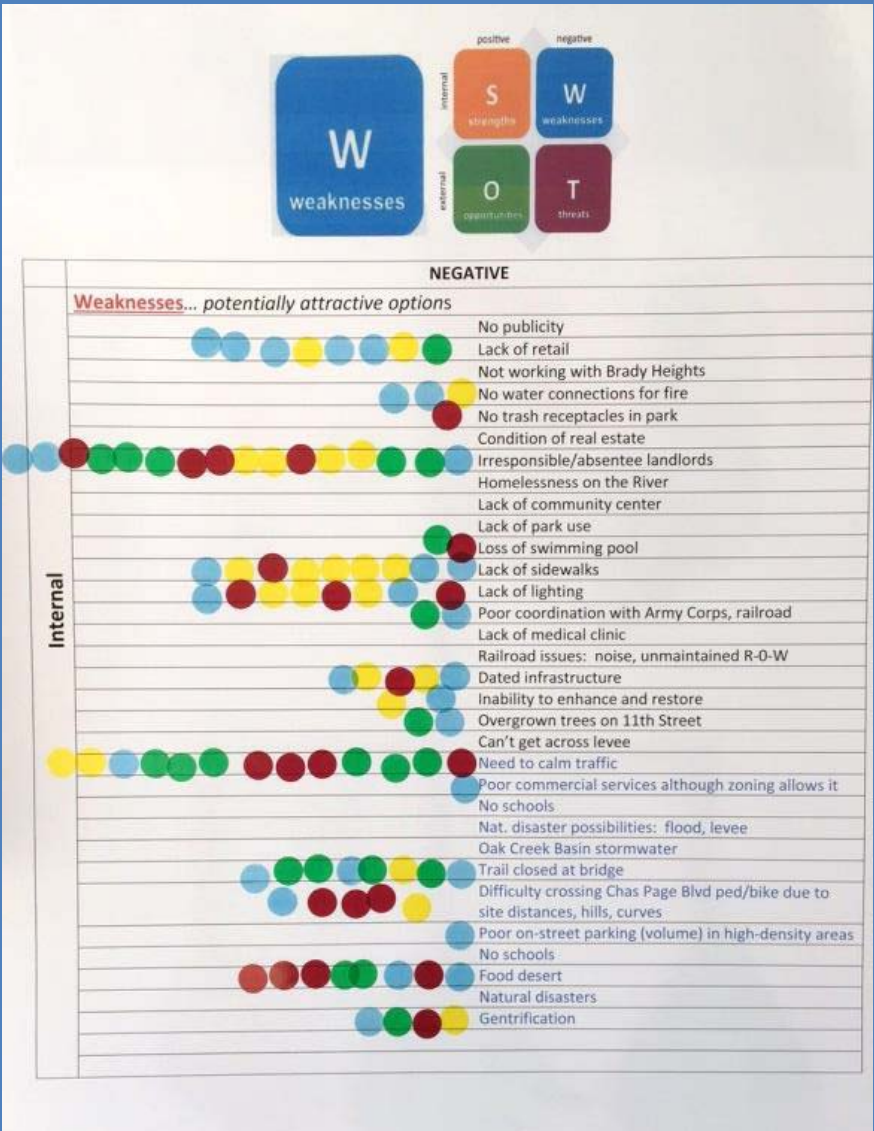 positive
negative
internal
external
W
weaknesses
S
strengths
W
weaknesses
O
opportunities
T
threats
NEGATIVE
Internal
Weaknesses... potentially attractive options
No publicity
Lack of retail
Not working with Brady Heights
No water connections for fire
No trash receptacles in park
Condition of real estate
Irresponsible/absentee landlords
Homelessness on the River
Lack of community center
Lack of park use
Loss of swimming pool
Lack of sidewalks
Lack of lighting
Poor coordination with Army Corps, railroad
Lack of medical clinic
Railroad issues: noise, unmaintained R-0-W
Dated infrastructure
Inability to enhance and restore
Overgrown trees on 11th Street
Can't get across levee
Need to calm traffic
Poor commercial services although zoning allows it
No schools
Nat. disaster possibilities: flood, levee
Oak Creek Basin stormwater
Trail closed at bridge
Difficulty crossing Chas Page Blvd ped/bike due to
site distances, hills, curves
Poor on-street parking (volume) in high-density areas
No schools
Food desert
Natural disasters
Gentrification